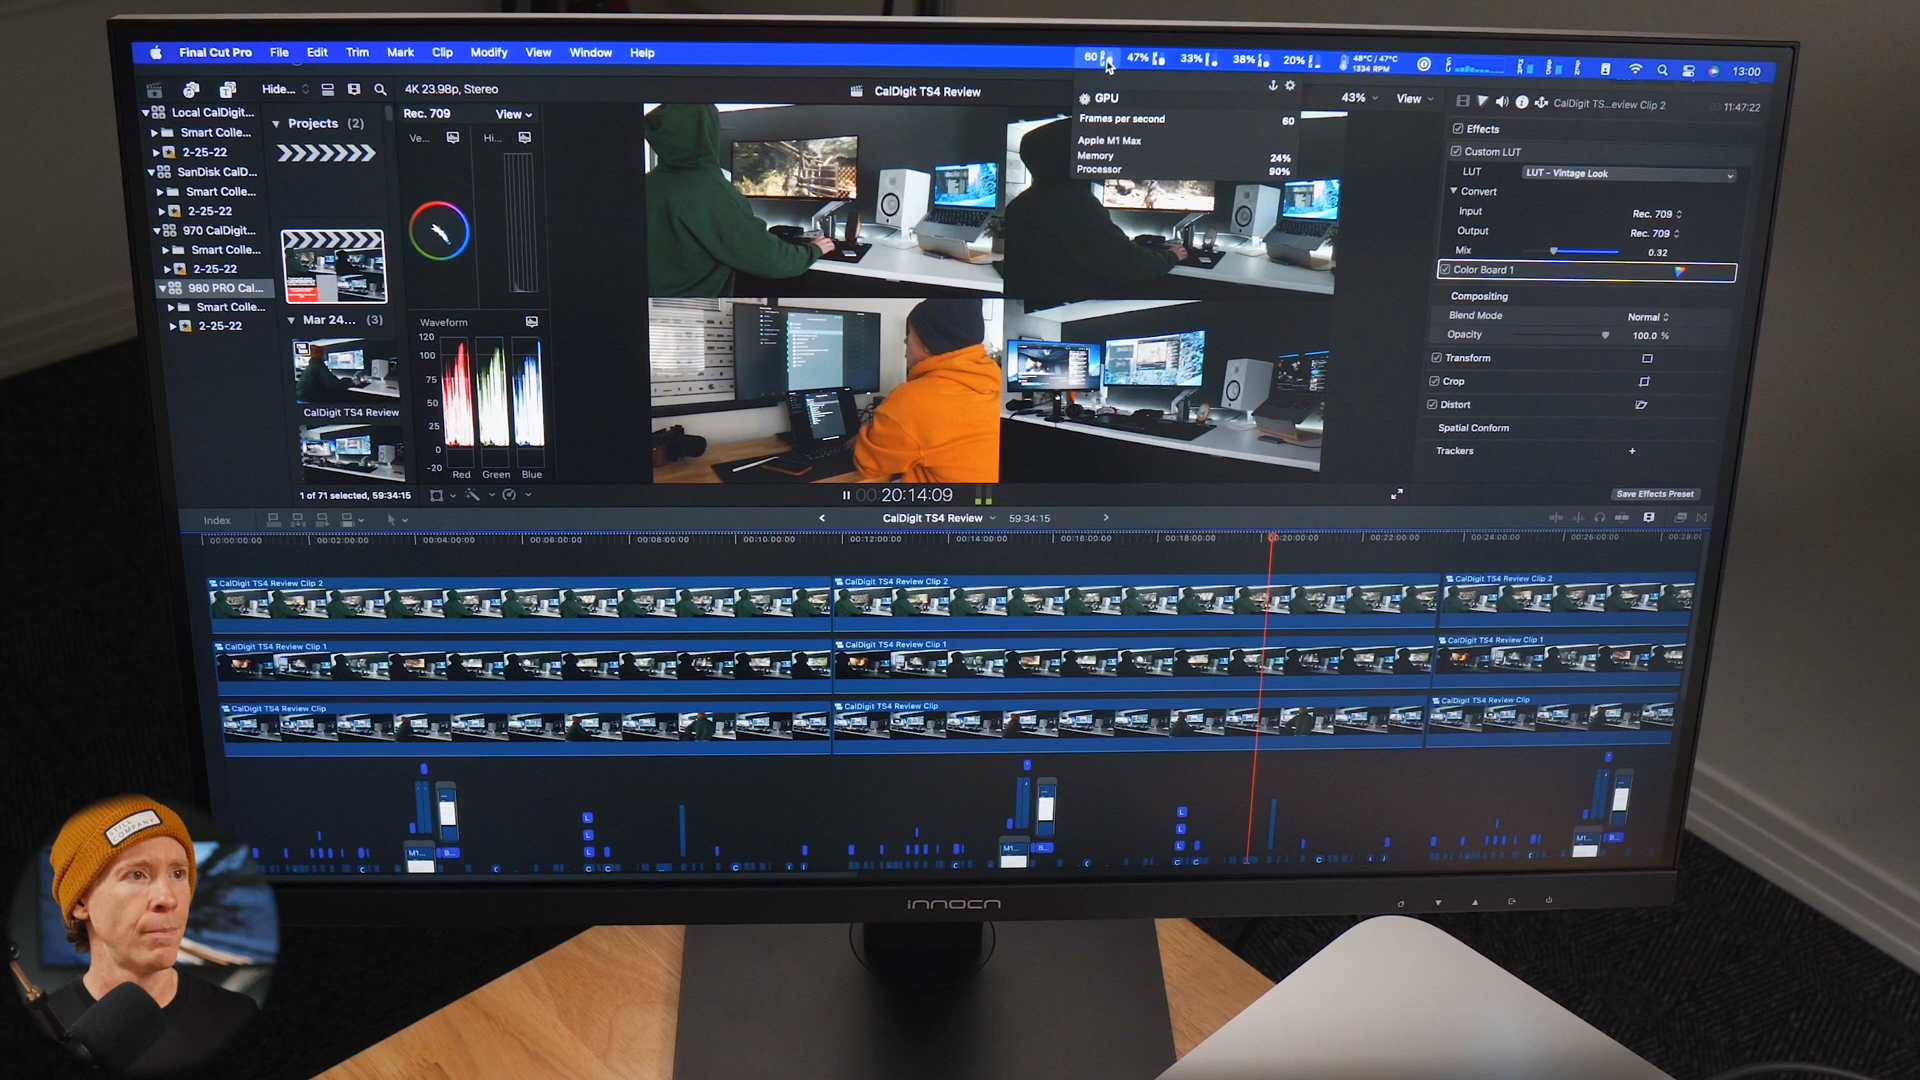 Final Cut Pro File Edit Trim Mark Clip Modify View Window Help
60 47% 33% 38% 20% 48°C / 47°C 1334 RPM 13:00
Hide...
4K 23.98p, Stereo
CalDigit TS4 Review
43%
View
GPU
Frames per second 60
Apple M1 Max
Memory 24%
Processor 90%
Local CalDigit...
Smart Colle...
2-25-22
SanDisk CalD...
Smart Colle...
2-25-22
970 CalDigit...
Smart Colle...
2-25-22
980 PRO Cal...
Smart Colle...
2-25-22
Projects (2)
Mar 24... (3)
CalDigit TS4 Review
1 of 71 selected, 59:34:15
Rec. 709
View
Ve...
Hi...
Waveform
120
100
75
50
25
0
-20
Red Green Blue
CalDigit TS...eview Clip 2 11:47:22
Effects
Custom LUT
LUT LUT - Vintage Look
Convert
Input Rec. 709
Output Rec. 709
Mix 0.32
Color Board 1
Compositing
Blend Mode Normal
Opacity 100.0 %
Transform
Crop
Distort
Spatial Conform
Trackers
Save Effects Preset
00:20:14:09
Index
CalDigit TS4 Review 59:34:15
00:00:00:00 00:02:00:00 00:04:00:00 00:06:00:00 00:08:00:00 00:10:00:00 00:12:00:00 00:14:00:00 00:16:00:00 00:18:00:00 00:20:00:00 00:22:00:00 00:24:00:00 00:26:00:00 00:28:00
CalDigit TS4 Review Clip 2 CalDigit TS4 Review Clip 2 CalDigit TS4 Review Clip 2
CalDigit TS4 Review Clip 1 CalDigit TS4 Review Clip 1 CalDigit TS4 Review Clip 1
CalDigit TS4 Review Clip CalDigit TS4 Review Clip CalDigit TS4 Review Clip
M1... B... M1... B... M1... B...
INNOCN
STILL COMPANY